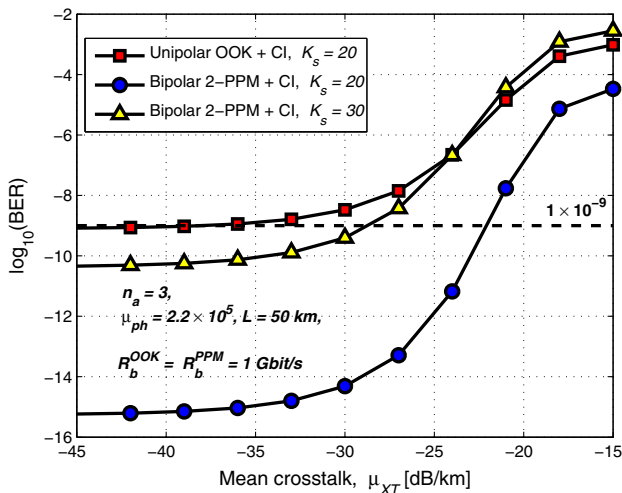 −2
−4
−6
−8
−10
−12
−14
−16
log10(BER)
Unipolar OOK + CI, K_s = 20
Bipolar 2−PPM + CI, K_s = 20
Bipolar 2−PPM + CI, K_s = 30
1 × 10^−9
n_a = 3,
μ_ph = 2.2 × 10^5, L = 50 km,
R_b^OOK = R_b^PPM = 1 Gbit/s
−45 −40 −35 −30 −25 −20 −15
Mean crosstalk, μ_XT [dB/km]